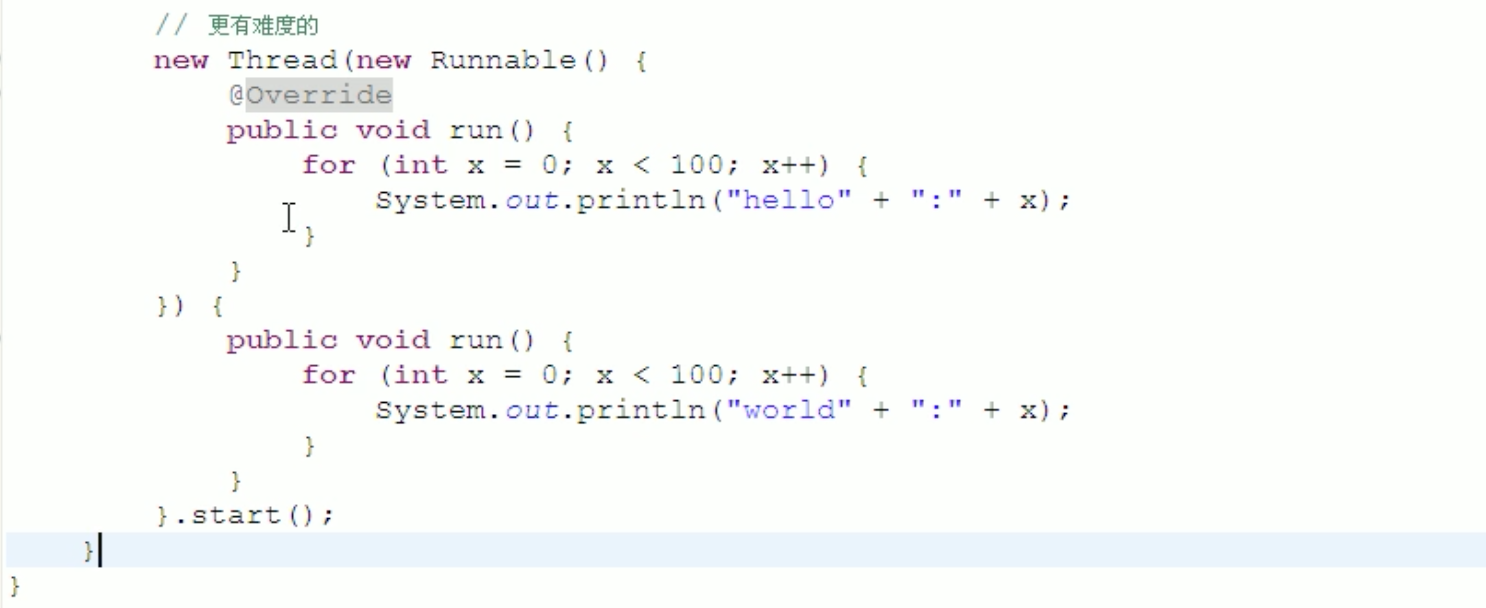 // 更有难度的
new Thread(new Runnable() {
@Override
public void run() {
for (int x = 0; x < 100; x++) {
System.out.println("hello" + ":" + x);
}
}
}) {
public void run() {
for (int x = 0; x < 100; x++) {
System.out.println("world" + ":" + x);
}
}
}.start();
}
}